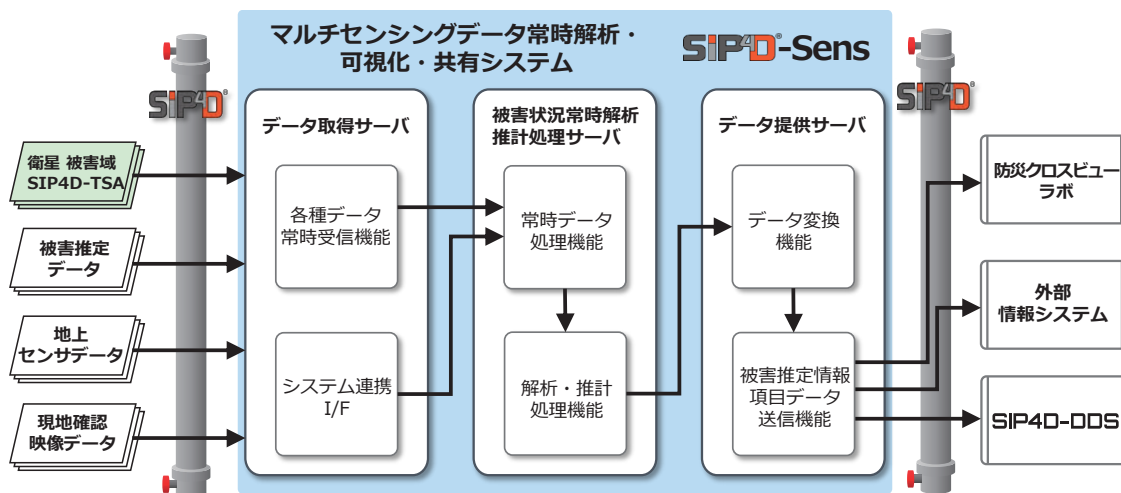 マルチセンシングデータ常時解析・
可視化・共有システム
SIP4D®-Sens
SIP4D®
SIP4D®
衛星 被害域
SIP4D-TSA
被害推定
データ
地上
センサデータ
現地確認
映像データ
データ取得サーバ
各種データ
常時受信機能
システム連携
I/F
被害状況常時解析
推計処理サーバ
常時データ
処理機能
解析・推計
処理機能
データ提供サーバ
データ変換
機能
被害推定情報
項目データ
送信機能
防災クロスビュー
ラボ
外部
情報システム
SIP4D-DDS